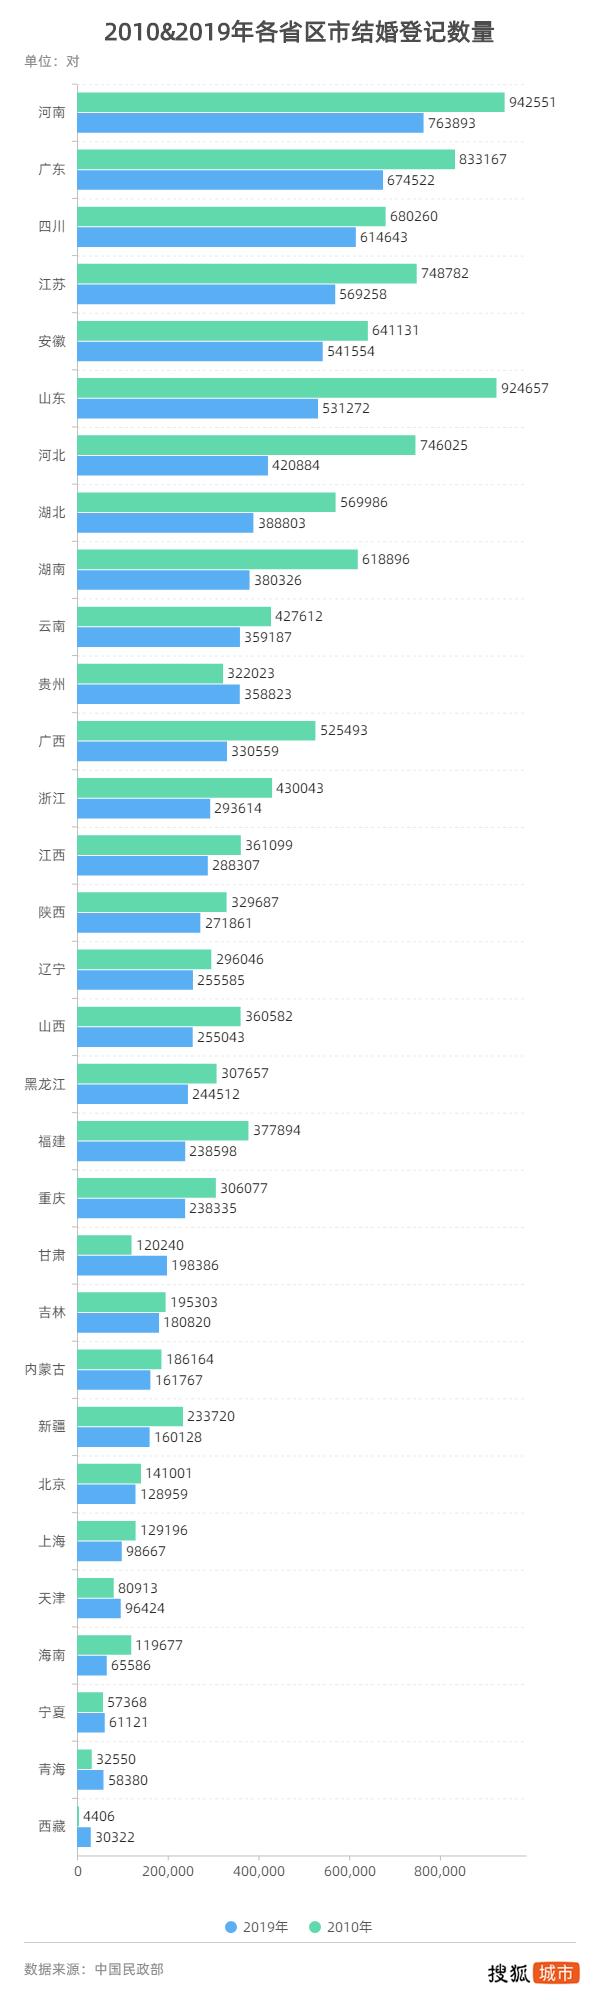 2010&2019年各省区市结婚登记数量
单位：对
河南
942551
763893
广东
833167
674522
四川
680260
614643
江苏
748782
569258
安徽
641131
541554
山东
924657
531272
河北
746025
420884
湖北
569986
388803
湖南
618896
380326
云南
427612
359187
贵州
322023
358823
广西
525493
330559
浙江
430043
293614
江西
361099
288307
陕西
329687
271861
辽宁
296046
255585
山西
360582
255043
黑龙江
307657
244512
福建
377894
238598
重庆
306077
238335
甘肃
120240
198386
吉林
195303
180820
内蒙古
186164
161767
新疆
233720
160128
北京
141001
128959
上海
129196
98667
天津
80913
96424
海南
119677
65586
宁夏
57368
61121
青海
32550
58380
西藏
4406
30322
0 200,000 400,000 600,000 800,000
2019年 2010年
数据来源：中国民政部
搜狐 城市